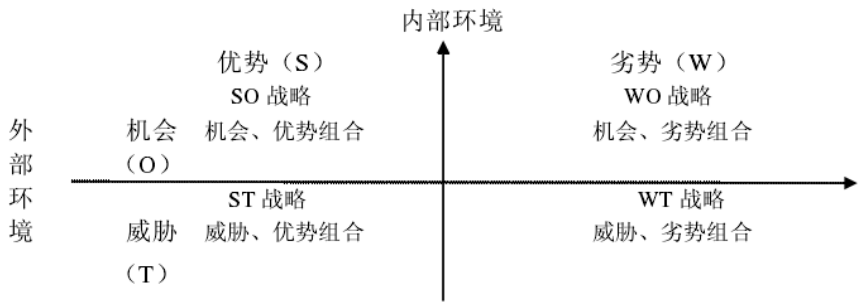 内部环境
优势（S） 劣势（W）
SO 战略 WO 战略
外部环境
机会（O） 机会、优势组合 机会、劣势组合
ST 战略 WT 战略
威胁（T） 威胁、优势组合 威胁、劣势组合